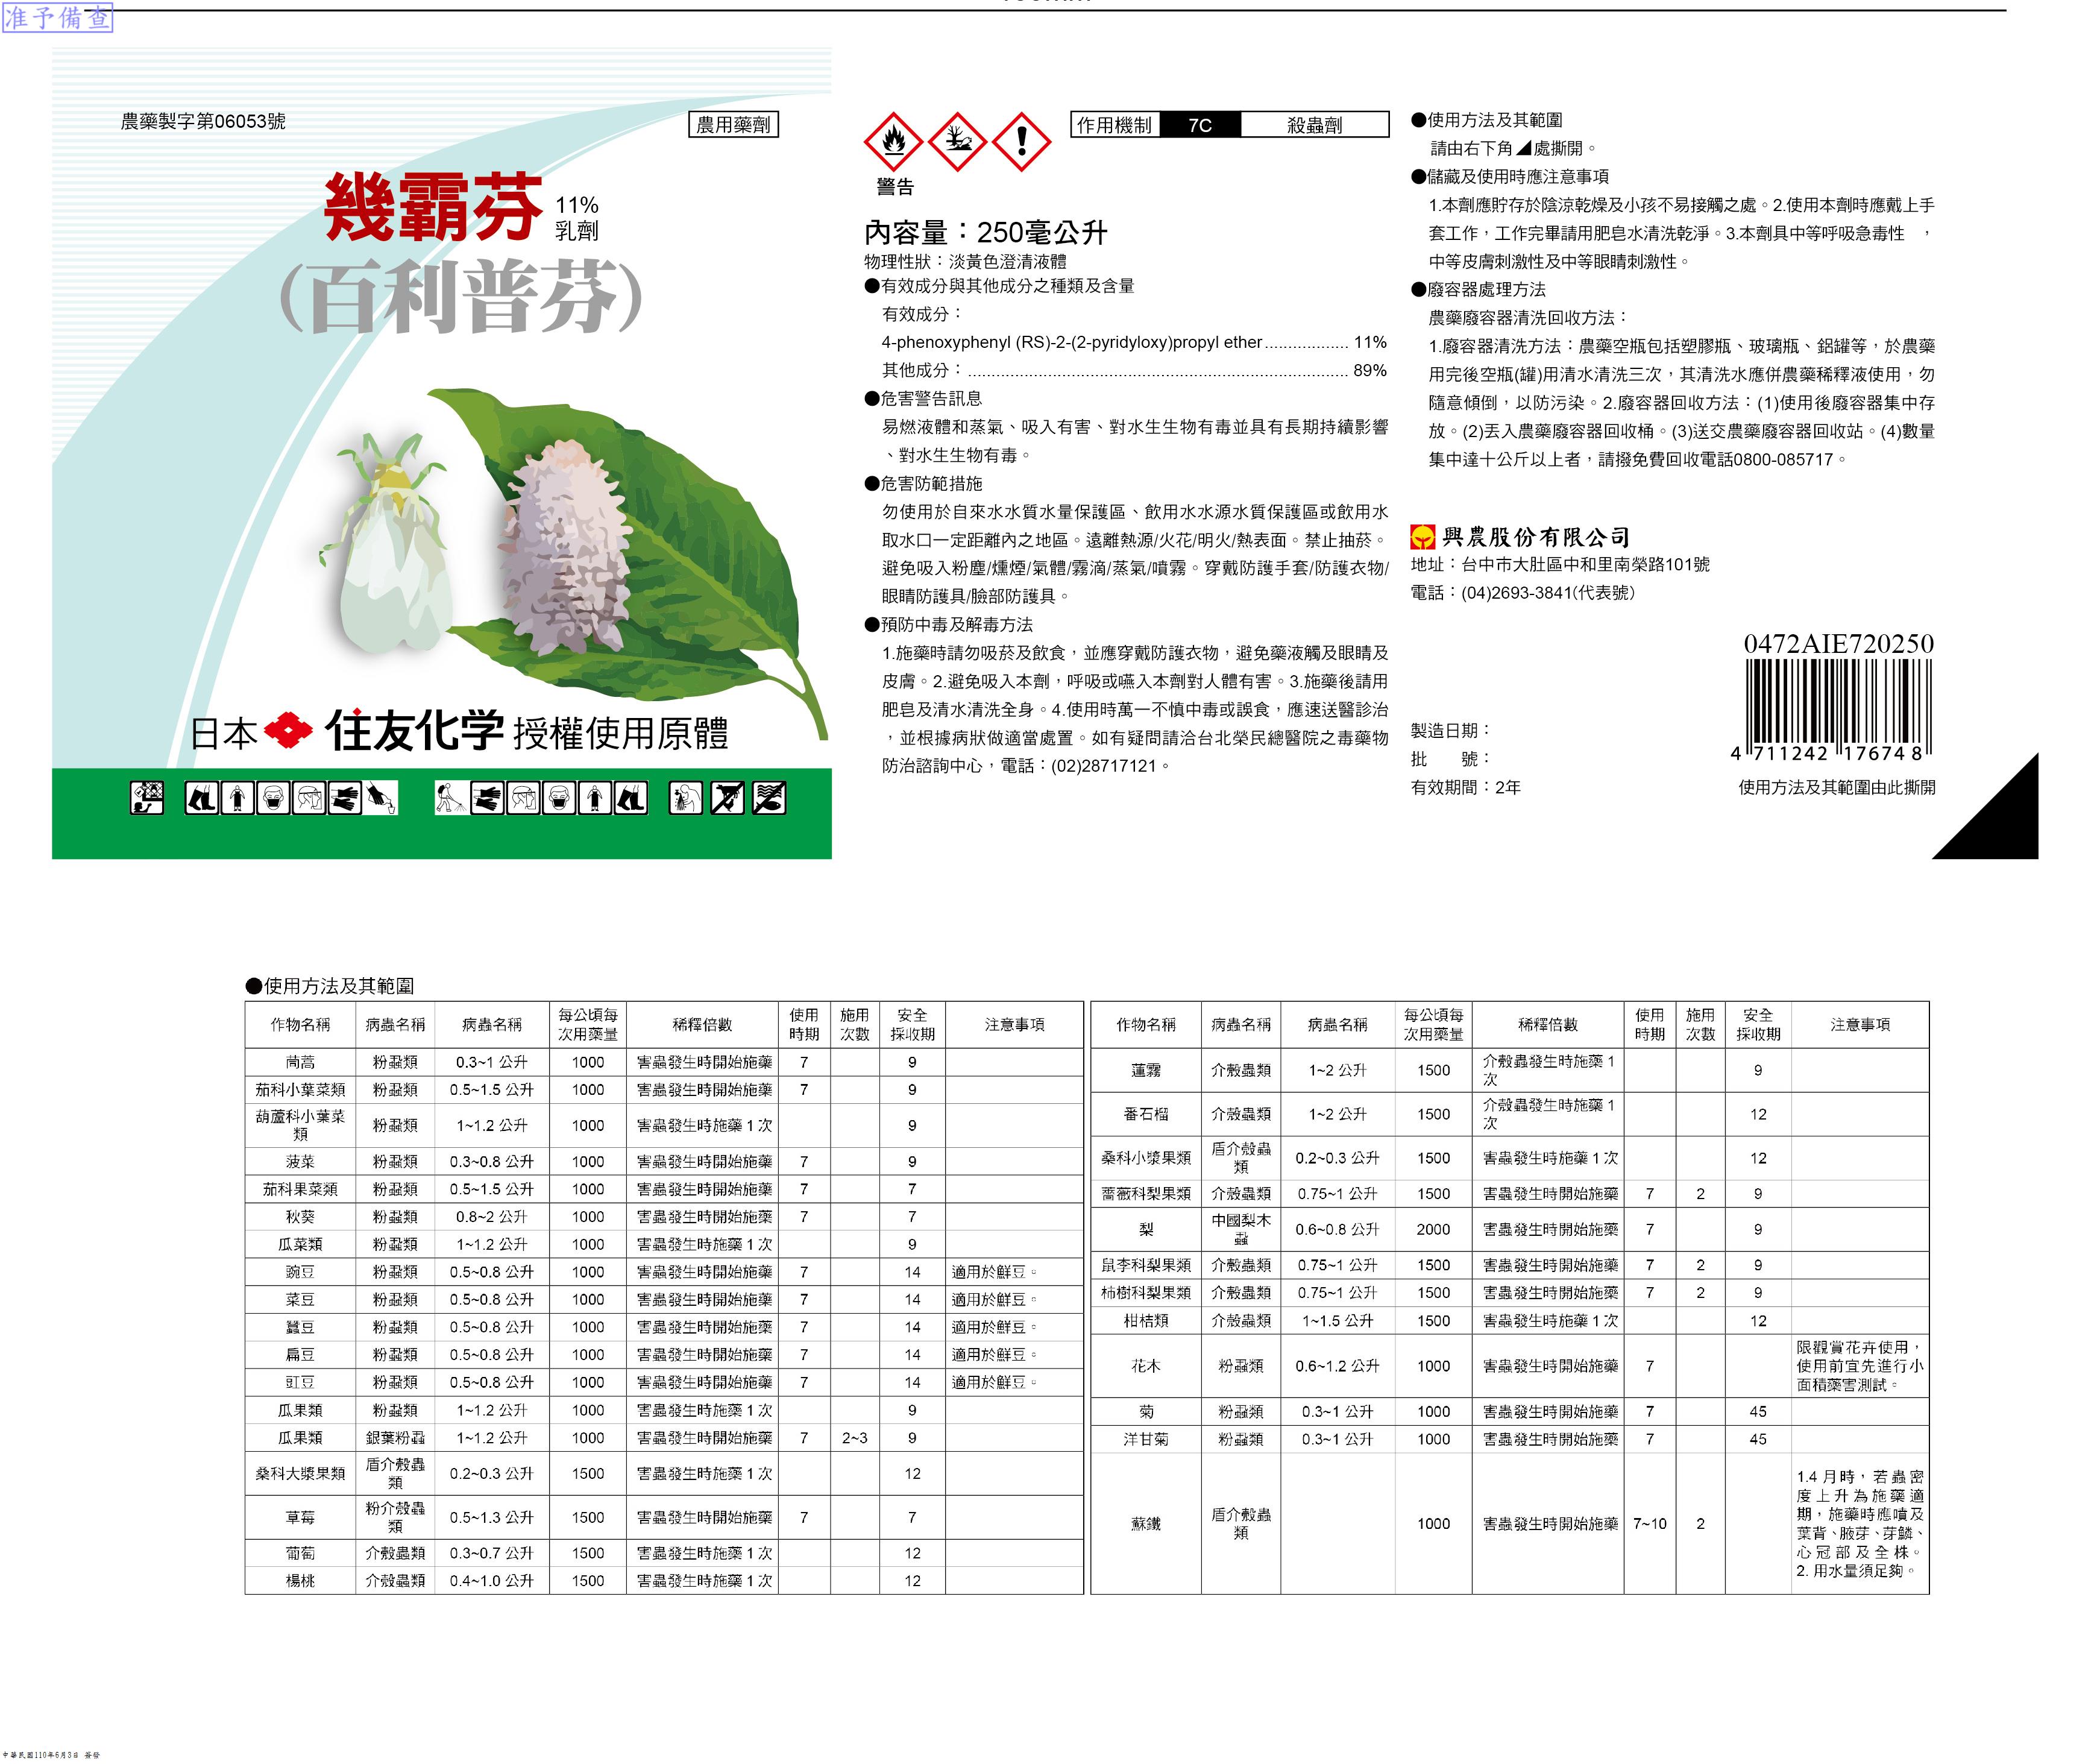 准予備查
農藥製字第06053號
農用藥劑
幾霸芬
11%
乳劑
(百利普芬)
日本 住友化学 授權使用原體
警告
作用機制 7C 殺蟲劑
內容量：250毫公升
物理性狀：淡黃色澄清液體
●有效成分與其他成分之種類及含量
有效成分：
4-phenoxyphenyl (RS)-2-(2-pyridyloxy)propyl ether.................. 11%
其他成分：................................................................................. 89%
●危害警告訊息
易燃液體和蒸氣、吸入有害、對水生生物有毒並具有長期持續影響
、對水生生物有毒。
●危害防範措施
勿使用於自來水水質水量保護區、飲用水水源水質保護區或飲用水
取水口一定距離內之地區。遠離熱源/火花/明火/熱表面。禁止抽菸。
避免吸入粉塵/燻煙/氣體/霧滴/蒸氣/噴霧。穿戴防護手套/防護衣物/
眼睛防護具/臉部防護具。
●預防中毒及解毒方法
1.施藥時請勿吸菸及飲食，並應穿戴防護衣物，避免藥液觸及眼睛及
皮膚。2.避免吸入本劑，呼吸或嚥入本劑對人體有害。3.施藥後請用
肥皂及清水清洗全身。4.使用時萬一不慎中毒或誤食，應速送醫診治
，並根據病狀做適當處置。如有疑問請洽台北榮民總醫院之毒藥物
防治諮詢中心，電話：(02)28717121。
●使用方法及其範圍
請由右下角◢處撕開。
●儲藏及使用時應注意事項
1.本劑應貯存於陰涼乾燥及小孩不易接觸之處。2.使用本劑時應戴上手
套工作，工作完畢請用肥皂水清洗乾淨。3.本劑具中等呼吸急毒性 ，
中等皮膚刺激性及中等眼睛刺激性。
●廢容器處理方法
農藥廢容器清洗回收方法：
1.廢容器清洗方法：農藥空瓶包括塑膠瓶、玻璃瓶、鋁罐等，於農藥
用完後空瓶(罐)用清水清洗三次，其清洗水應併農藥稀釋液使用，勿
隨意傾倒，以防污染。2.廢容器回收方法：(1)使用後廢容器集中存
放。(2)丟入農藥廢容器回收桶。(3)送交農藥廢容器回收站。(4)數量
集中達十公斤以上者，請撥免費回收電話0800-085717。
興農股份有限公司
地址：台中市大肚區中和里南榮路101號
電話：(04)2693-3841(代表號)
0472AIE720250
4 711242 176748
製造日期：
批　　號：
有效期間：2年
使用方法及其範圍由此撕開
●使用方法及其範圍
作物名稱 病蟲名稱 病蟲名稱 每公頃每次用藥量 稀釋倍數 使用時期 施用次數 安全採收期 注意事項
茼蒿 粉蝨類 0.3~1 公升 1000 害蟲發生時開始施藥 7 9
茄科小葉菜類 粉蝨類 0.5~1.5 公升 1000 害蟲發生時開始施藥 7 9
葫蘆科小葉菜類 粉蝨類 1~1.2 公升 1000 害蟲發生時施藥 1 次 9
菠菜 粉蝨類 0.3~0.8 公升 1000 害蟲發生時開始施藥 7 9
茄科果菜類 粉蝨類 0.5~1.5 公升 1000 害蟲發生時開始施藥 7 7
秋葵 粉蝨類 0.8~2 公升 1000 害蟲發生時開始施藥 7 7
瓜菜類 粉蝨類 1~1.2 公升 1000 害蟲發生時施藥 1 次 9
豌豆 粉蝨類 0.5~0.8 公升 1000 害蟲發生時開始施藥 7 14 適用於鮮豆。
菜豆 粉蝨類 0.5~0.8 公升 1000 害蟲發生時開始施藥 7 14 適用於鮮豆。
蠶豆 粉蝨類 0.5~0.8 公升 1000 害蟲發生時開始施藥 7 14 適用於鮮豆。
扁豆 粉蝨類 0.5~0.8 公升 1000 害蟲發生時開始施藥 7 14 適用於鮮豆。
豇豆 粉蝨類 0.5~0.8 公升 1000 害蟲發生時開始施藥 7 14 適用於鮮豆。
瓜果類 粉蝨類 1~1.2 公升 1000 害蟲發生時施藥 1 次 9
瓜果類 銀葉粉蝨 1~1.2 公升 1000 害蟲發生時開始施藥 7 2~3 9
桑科大漿果類 盾介殼蟲類 0.2~0.3 公升 1500 害蟲發生時施藥 1 次 12
草莓 粉介殼蟲類 0.5~1.3 公升 1500 害蟲發生時開始施藥 7 7
葡萄 介殼蟲類 0.3~0.7 公升 1500 害蟲發生時施藥 1 次 12
楊桃 介殼蟲類 0.4~1.0 公升 1500 害蟲發生時施藥 1 次 12
作物名稱 病蟲名稱 病蟲名稱 每公頃每次用藥量 稀釋倍數 使用時期 施用次數 安全採收期 注意事項
蓮霧 介殼蟲類 1~2 公升 1500 介殼蟲發生時施藥 1 次 9
番石榴 介殼蟲類 1~2 公升 1500 介殼蟲發生時施藥 1 次 12
桑科小漿果類 盾介殼蟲類 0.2~0.3 公升 1500 害蟲發生時施藥 1 次 12
薔薇科梨果類 介殼蟲類 0.75~1 公升 1500 害蟲發生時開始施藥 7 2 9
梨 中國梨木蝨 0.6~0.8 公升 2000 害蟲發生時開始施藥 7 9
鼠李科梨果類 介殼蟲類 0.75~1 公升 1500 害蟲發生時開始施藥 7 2 9
柿樹科梨果類 介殼蟲類 0.75~1 公升 1500 害蟲發生時開始施藥 7 2 9
柑桔類 介殼蟲類 1~1.5 公升 1500 害蟲發生時施藥 1 次 12
花木 粉蝨類 0.6~1.2 公升 1000 害蟲發生時開始施藥 7 限觀賞花卉使用，使用前宜先進行小面積藥害測試。
菊 粉蝨類 0.3~1 公升 1000 害蟲發生時開始施藥 7 45
洋甘菊 粉蝨類 0.3~1 公升 1000 害蟲發生時開始施藥 7 45
蘇鐵 盾介殼蟲類 1000 害蟲發生時開始施藥 7~10 2 1.4 月時，若蟲密度上升為施藥適期，施藥時應噴及葉背、腋芽、芽鱗、心冠部及全株。2. 用水量須足夠。
中華民國110年6月3日 簽發